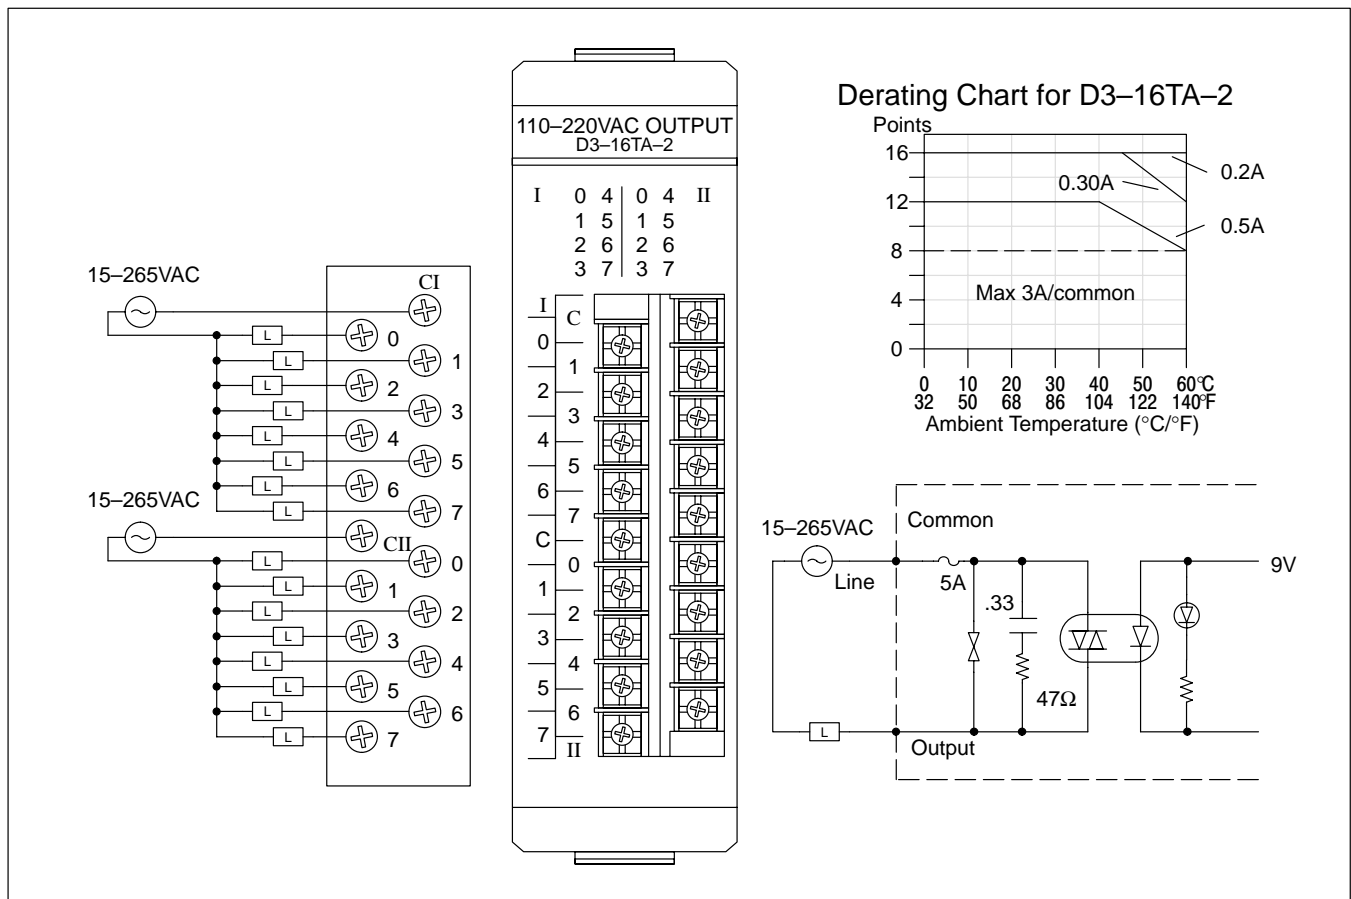 15–265VAC
CI
L 0
L 1
L 2
L 3
L 4
L 5
L 6
L 7
15–265VAC
CII
L 0
L 1
L 2
L 3
L 4
L 5
L 6
L 7
110–220VAC OUTPUT
D3–16TA–2
I 0 4 0 4 II
1 5 1 5
2 6 2 6
3 7 3 7
I
C
0
1
2
3
4
5
6
7
C
0
1
2
3
4
5
6
7
II
Derating Chart for D3–16TA–2
Points
16
12
8
4
0
0.2A
0.30A
0.5A
Max 3A/common
0 10 20 30 40 50 60°C
32 50 68 86 104 122 140°F
Ambient Temperature (°C/°F)
15–265VAC
Common
Line
5A
.33
47Ω
9V
L
Output